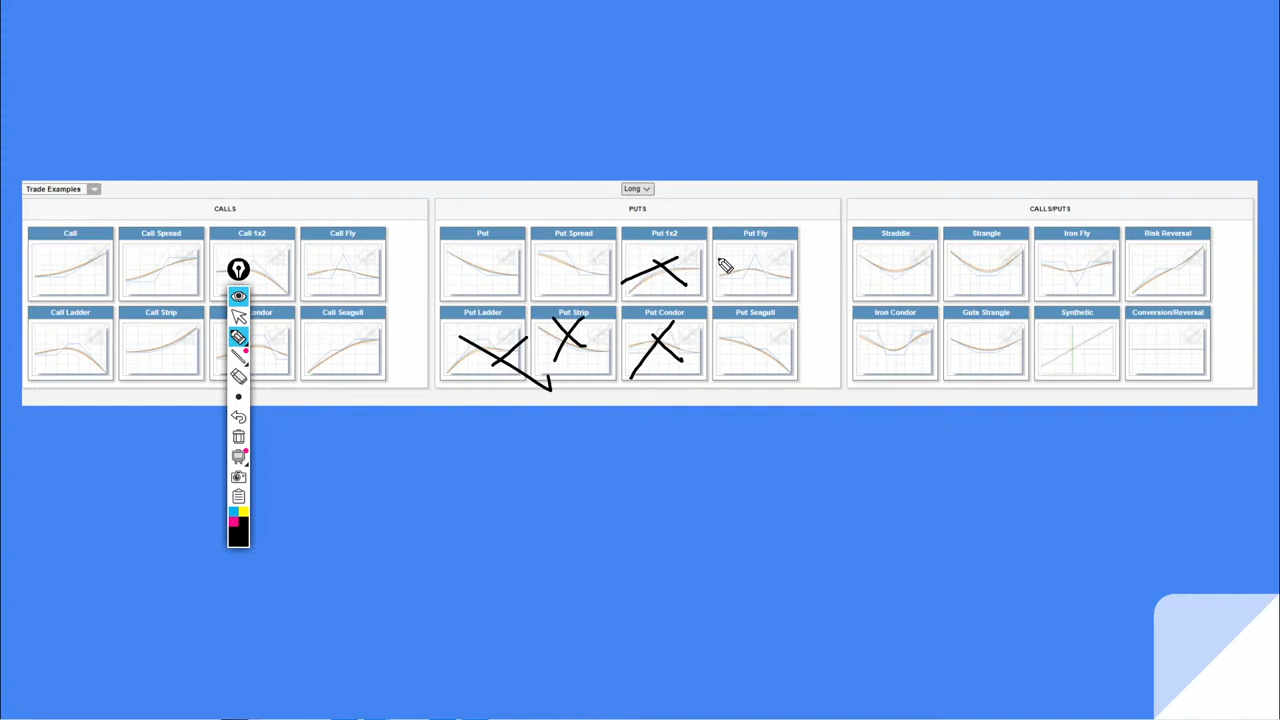 Trade Examples
Long
CALLS
PUTS
CALLS/PUTS
Call
Call Spread
Call 1x2
Call Fly
Put
Put Spread
Put 1x2
Put Fly
Straddle
Strangle
Iron Fly
Risk Reversal
Call Ladder
Call Strip
ondor
Call Seagull
Put Ladder
Put Strip
Put Condor
Put Seagull
Iron Condor
Guts Strangle
Synthetic
Conversion/Reversal